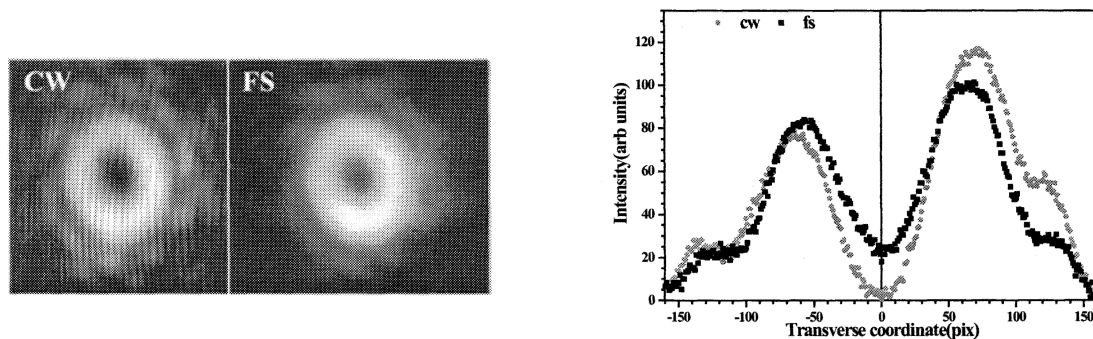 CW
FS
cw fs
Intensity(arb units)
120
100
80
60
40
20
0
-150 -100 -50 0 50 100 150
Transverse coordinate(pix)